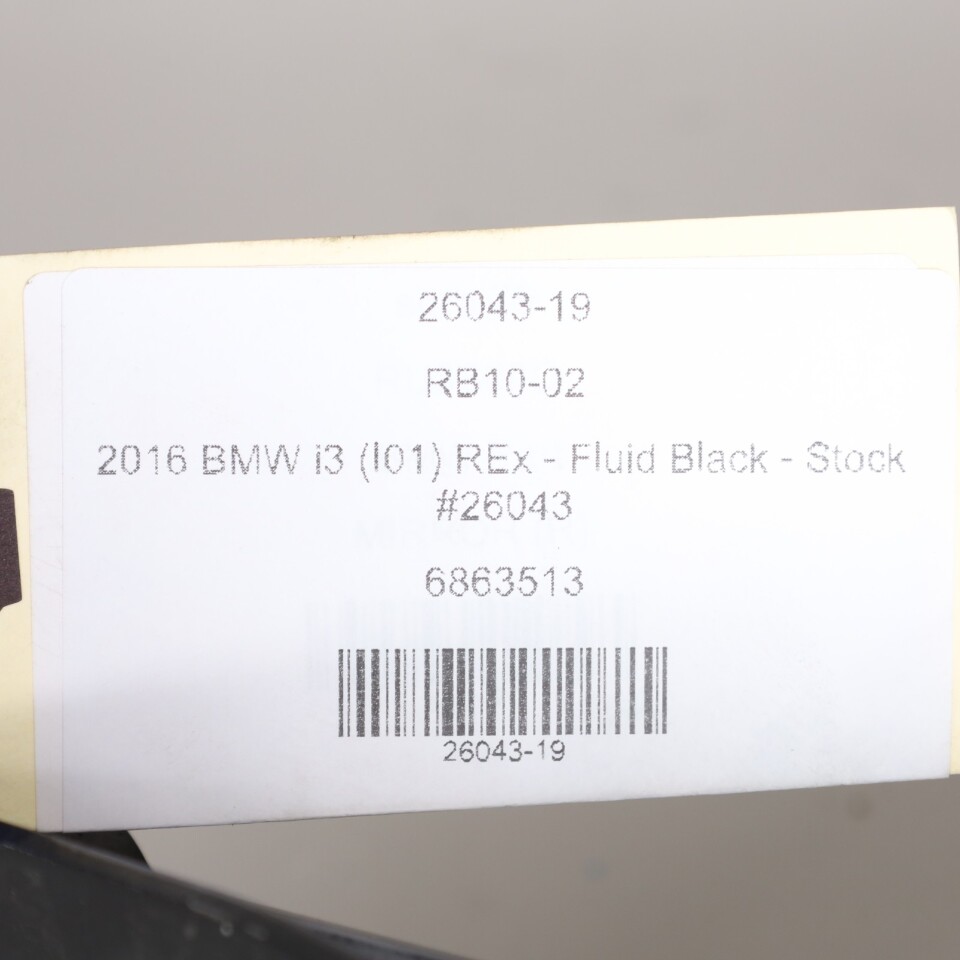 26043-19
RB10-02
2016 BMW i3 (I01) REx - Fluid Black - Stock
#26043
6863513
26043-19